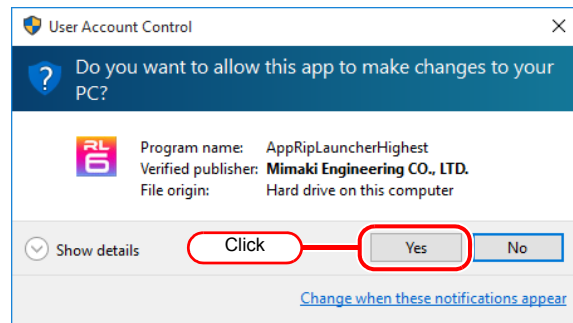 User Account Control
Do you want to allow this app to make changes to your
PC?
RL
6
Program name: AppRipLauncherHighest
Verified publisher: Mimaki Engineering CO., LTD.
File origin: Hard drive on this computer
Show details
Click
Yes
No
Change when these notifications appear